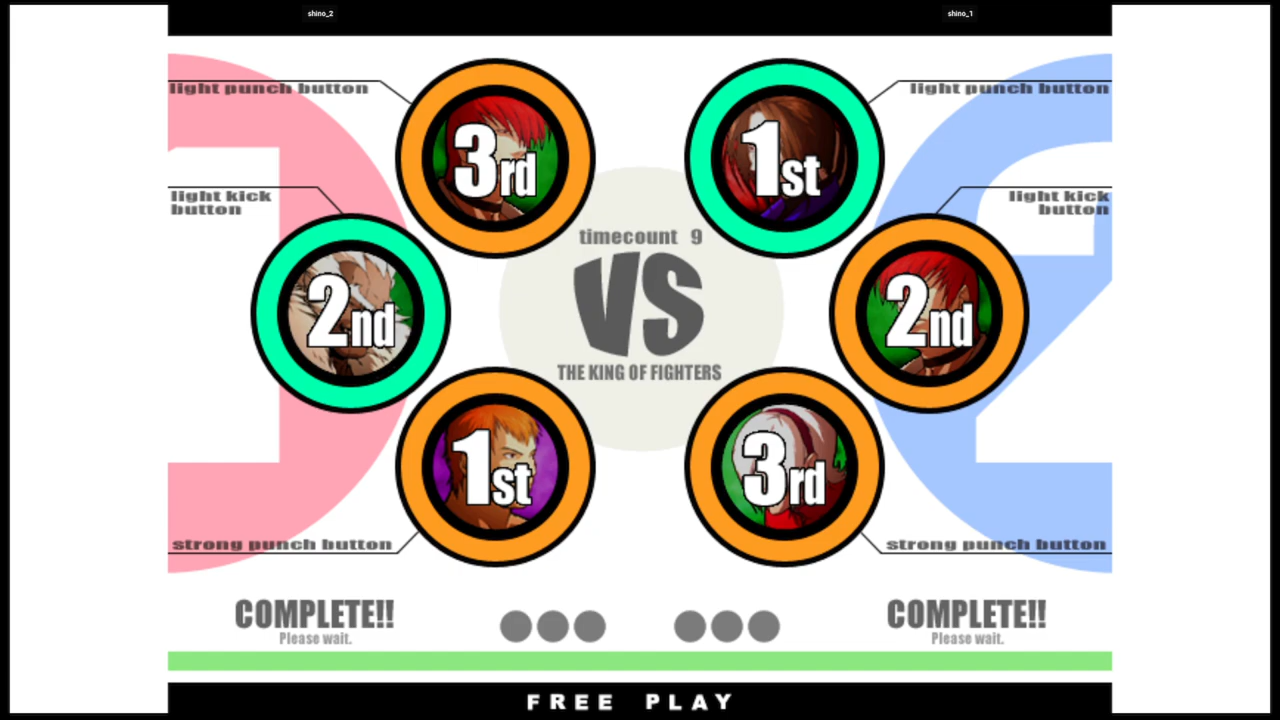 shino_2
shino_1
light punch button
light punch button
3rd
1st
light kick
button
light kick
button
timecount 9
VS
THE KING OF FIGHTERS
2nd
2nd
1st
3rd
strong punch button
strong punch button
COMPLETE!!
Please wait.
COMPLETE!!
Please wait.
FREE PLAY